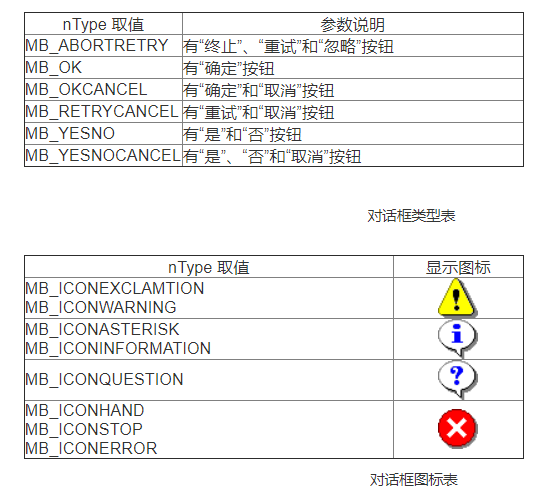 nType 取值 参数说明
MB_ABORTRETRY 有“终止”、“重试”和“忽略”按钮
MB_OK 有“确定”按钮
MB_OKCANCEL 有“确定”和“取消”按钮
MB_RETRYCANCEL 有“重试”和“取消”按钮
MB_YESNO 有“是”和“否”按钮
MB_YESNOCANCEL 有“是”、“否”和“取消”按钮
对话框类型表
nType 取值 显示图标
MB_ICONEXCLAMTION
MB_ICONWARNING
MB_ICONASTERISK
MB_ICONINFORMATION
MB_ICONQUESTION
MB_ICONHAND
MB_ICONSTOP
MB_ICONERROR
对话框图标表